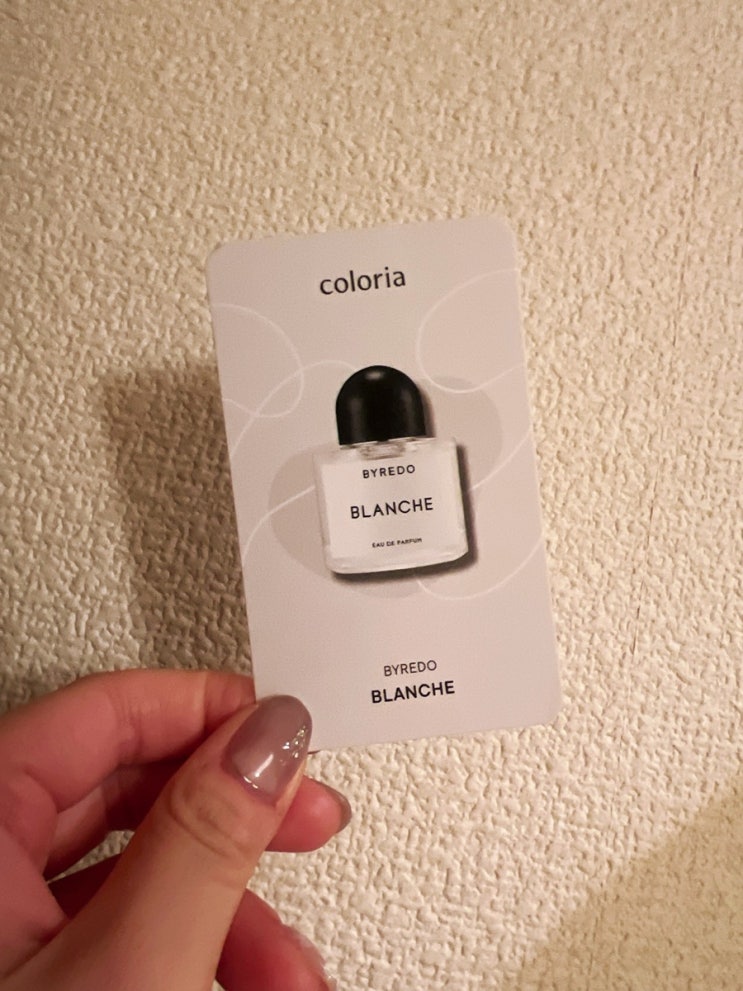 coloria
BYREDO
BLANCHE
EAU DE PARFUM
BYREDO
BLANCHE